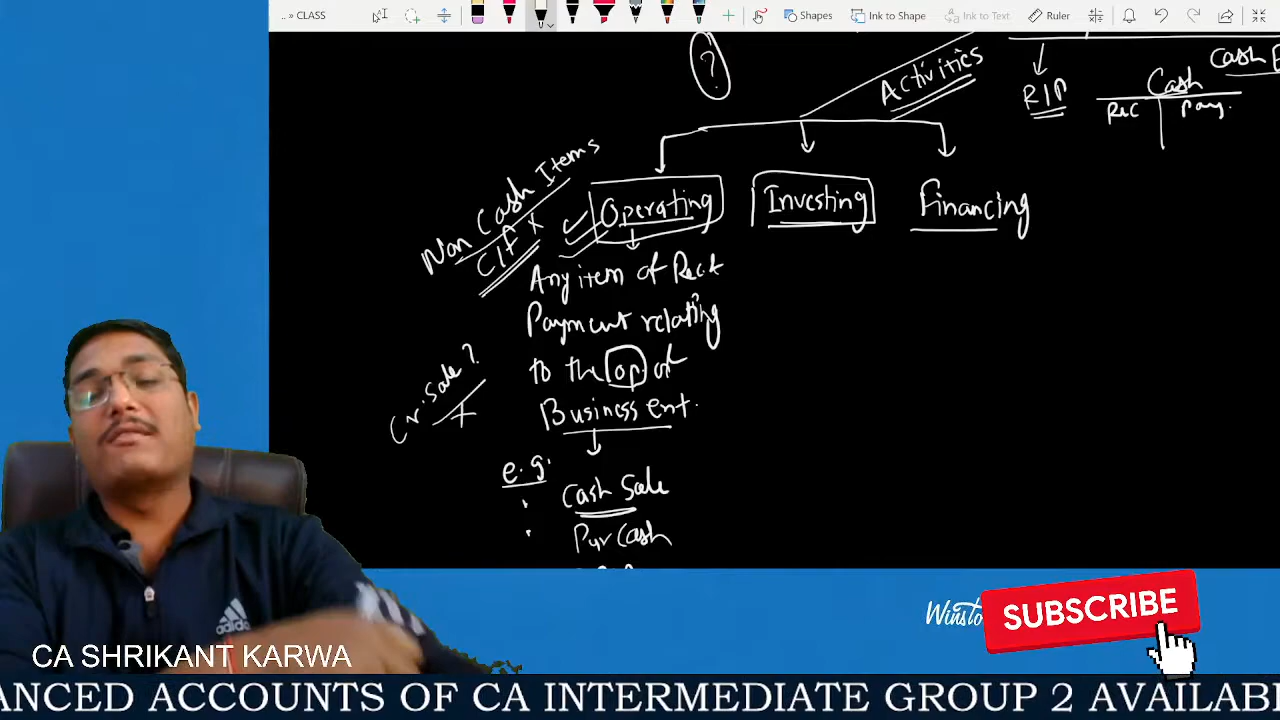 .. » CLASS
Shapes
Ink to Shape
Ink to Text
Ruler
?
Activities
Cash
R/P
Cash
Rec
Pay.
Non Cash Items
C/F X
Operating
Investing
Financing
Any item of Rect
Payment relating
to the op of
Business ent.
Cr. Sale?
X
e.g.
Cash Sale
Pur Cash
Winsto
SUBSCRIBE
adidas
CA SHRIKANT KARWA
ANCED ACCOUNTS OF CA INTERMEDIATE GROUP 2 AVAILAB